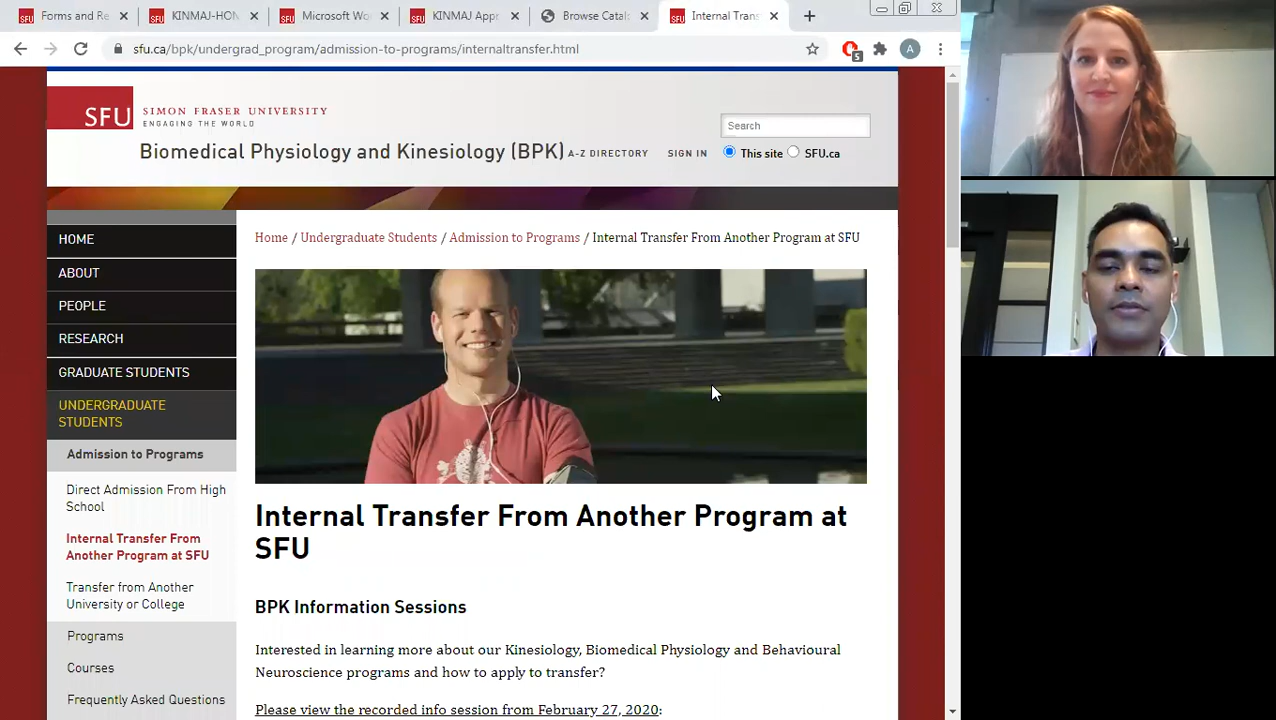 Forms and Re
KINMAJ-HON
Microsoft Wo
KINMAJ Appr
Browse Catal
Internal Trans
sfu.ca/bpk/undergrad_program/admission-to-programs/internaltransfer.html
5
A
SFU
SIMON FRASER UNIVERSITY
ENGAGING THE WORLD
Search
Biomedical Physiology and Kinesiology (BPK)
A-Z DIRECTORY
SIGN IN
This site
SFU.ca
HOME
ABOUT
PEOPLE
RESEARCH
GRADUATE STUDENTS
UNDERGRADUATE
STUDENTS
Admission to Programs
Direct Admission From High
School
Internal Transfer From
Another Program at SFU
Transfer from Another
University or College
Programs
Courses
Frequently Asked Questions
Home / Undergraduate Students / Admission to Programs / Internal Transfer From Another Program at SFU
Internal Transfer From Another Program at
SFU
BPK Information Sessions
Interested in learning more about our Kinesiology, Biomedical Physiology and Behavioural
Neuroscience programs and how to apply to transfer?
Please view the recorded info session from February 27, 2020: